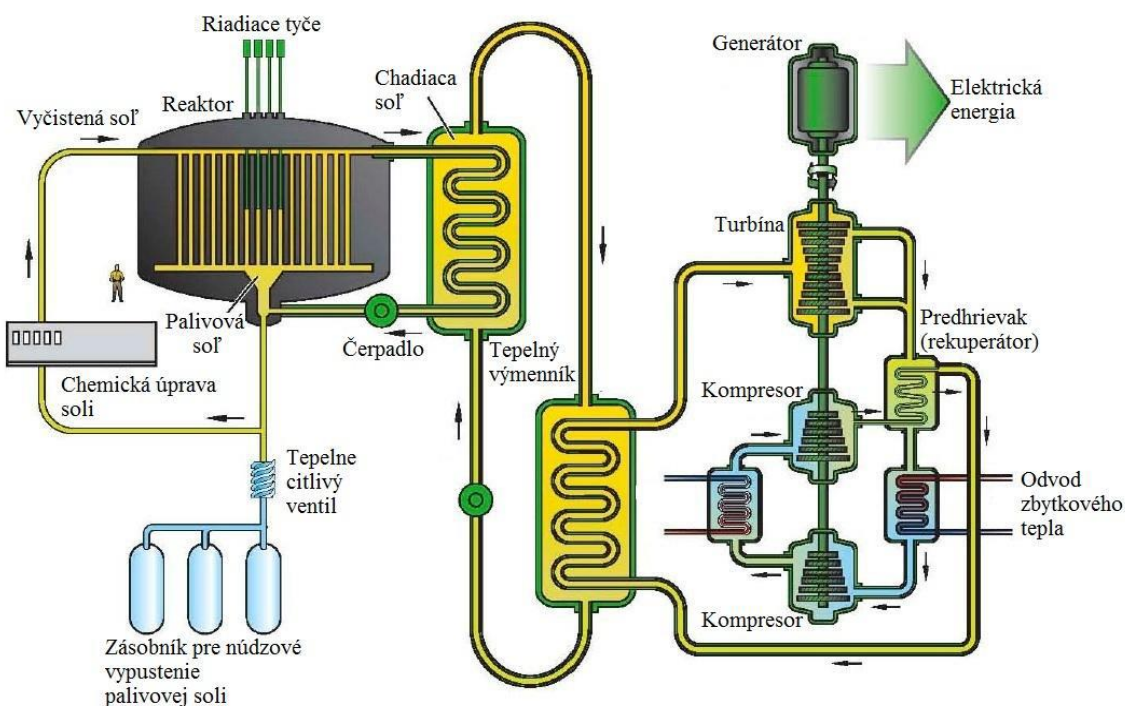 Riadiace tyče
Reaktor
Vyčistená soľ
Chadiaca
soľ
Generátor
Elektrická
energia
Turbína
Palivová
soľ
Čerpadlo
Tepelný
výmenník
Predhrievak
(rekuperátor)
Chemická úprava
soli
Kompresor
Tepelne
citlivý
ventil
Odvod
zbytkového
tepla
Kompresor
Zásobník pre núdzové
vypustenie
palivovej soli